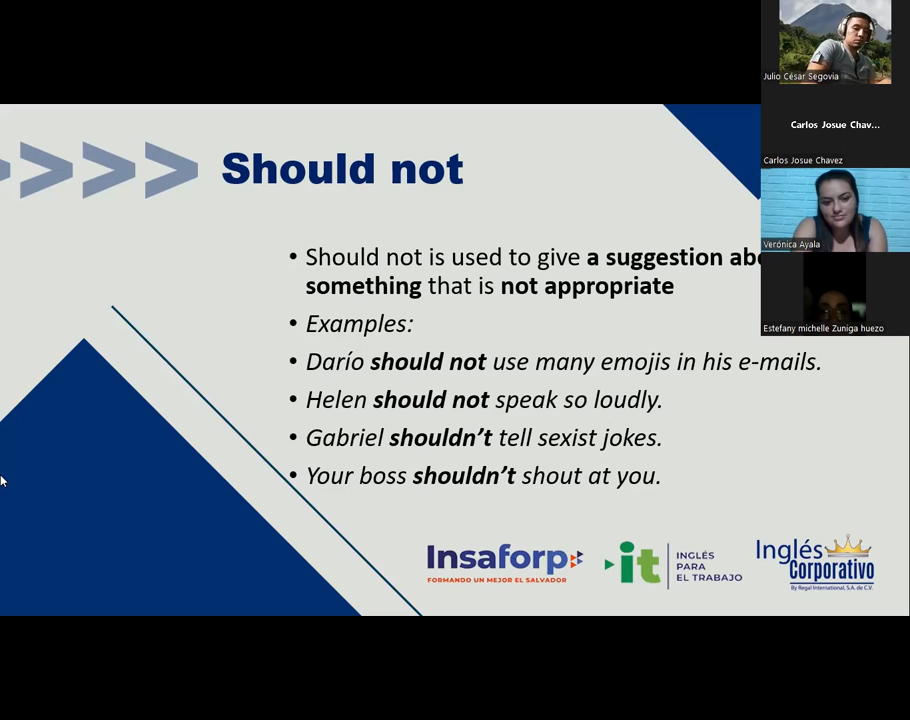 Julio César Segovia
Carlos Josue Chav...
Carlos Josue Chavez
Verónica Ayala
Estefany michelle Zuniga huezo
>>>> Should not
• Should not is used to give a suggestion
something that is not appropriate
• Examples:
• Darío should not use many emojis in his e-mails.
• Helen should not speak so loudly.
• Gabriel shouldn't tell sexist jokes.
• Your boss shouldn't shout at you.
Insaforp
FORMANDO UN MEJOR EL SALVADOR
it
INGLÉS
PARA
EL TRABAJO
Inglés
Corporativo
By Regal International, S.A. de C.V.